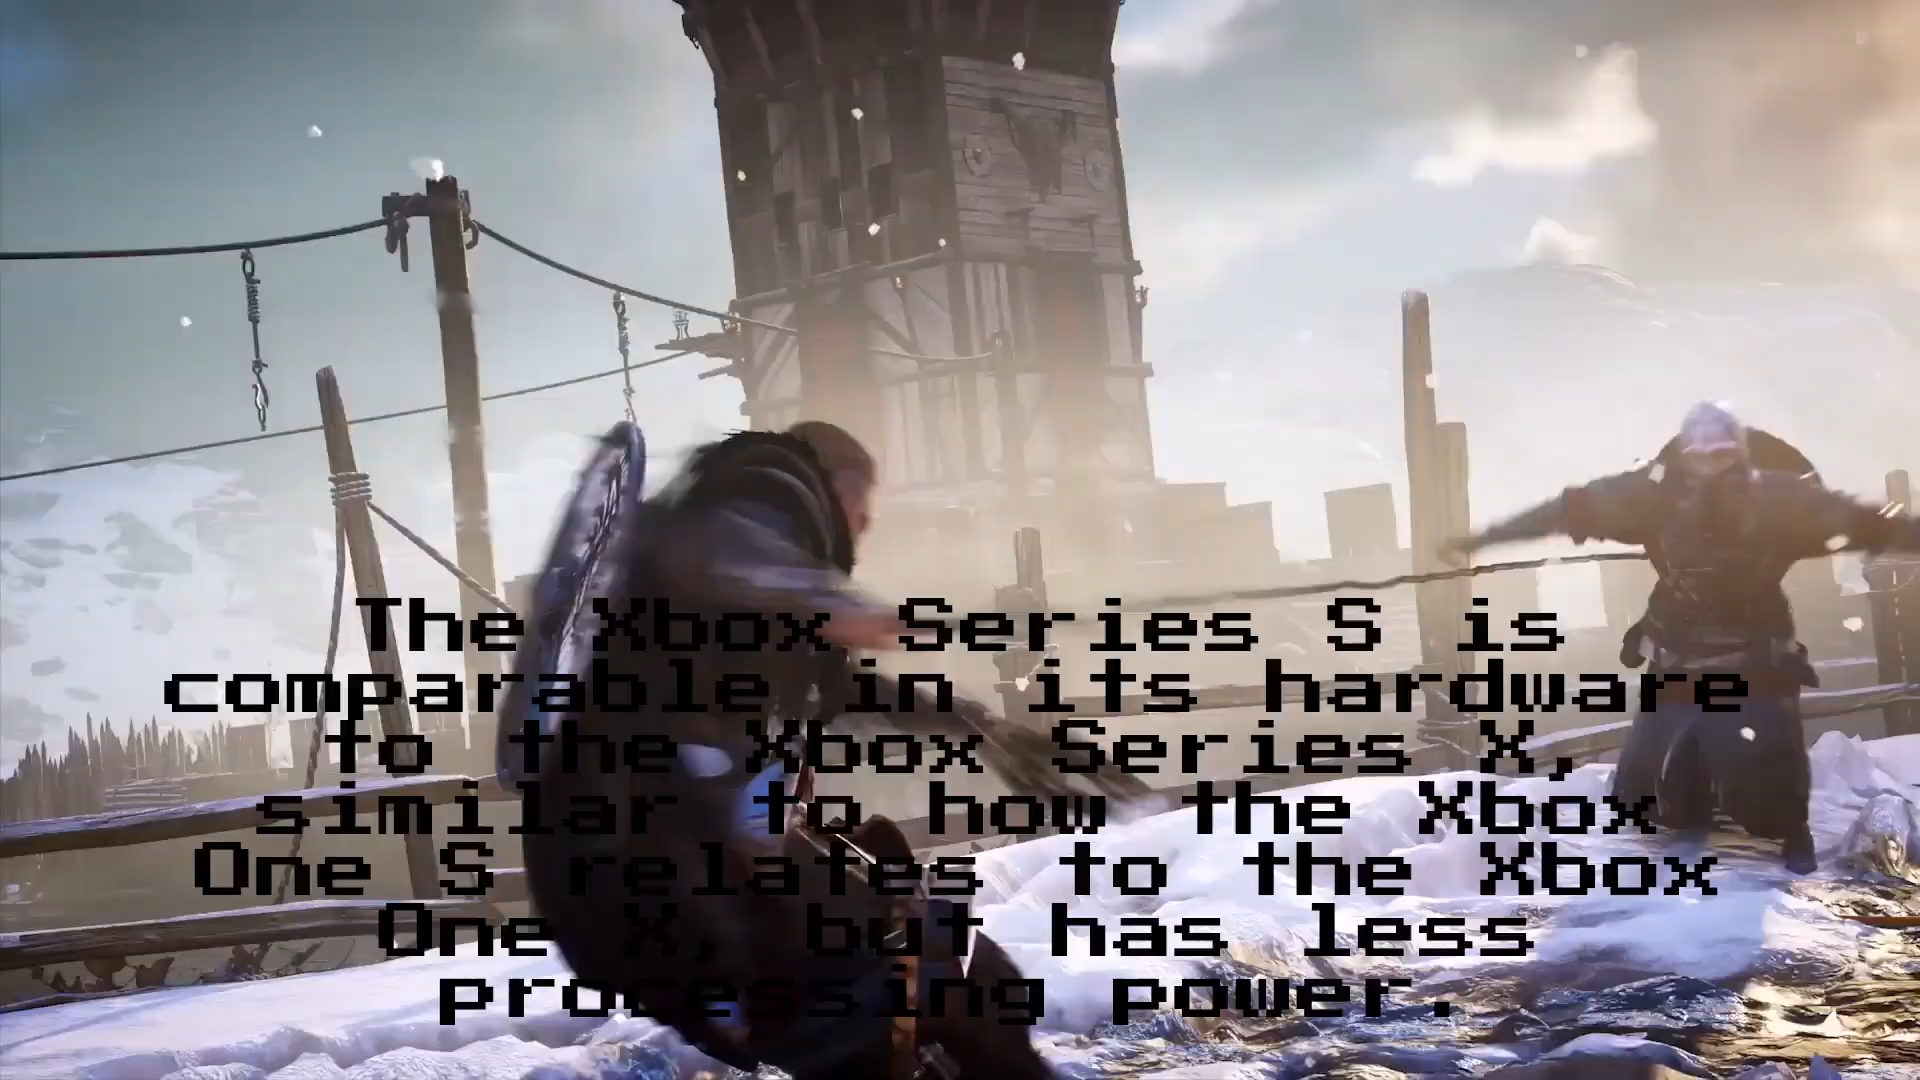 The Xbox Series S is
comparable in its hardware
to the Xbox Series X,
similar to how the Xbox
One S relates to the Xbox
One X, but has less
processing power.